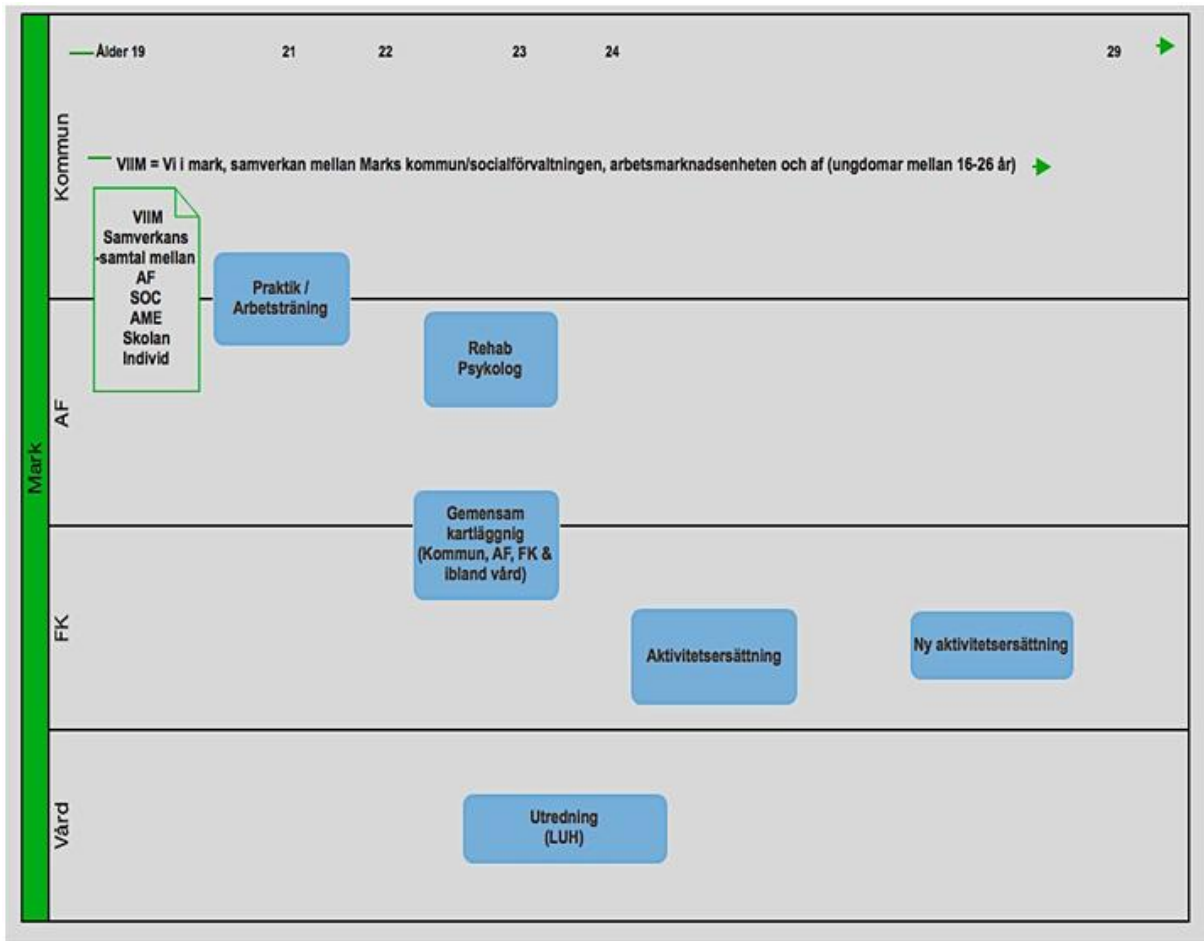 Mark
Kommun
Ålder 19 21 22 23 24 29
VIIM = Vi i mark, samverkan mellan Marks kommun/socialförvaltningen, arbetsmarknadsenheten och af (ungdomar mellan 16-26 år)
VIIM
Samverkans
-samtal mellan
AF
SOC
AME
Skolan
Individ
Praktik /
Arbetsträning
AF
Rehab
Psykolog
Gemensam
kartläggnig
(Kommun, AF, FK &
ibland vård)
FK
Aktivitetsersättning
Ny aktivitetsersättning
Vård
Utredning
(LUH)